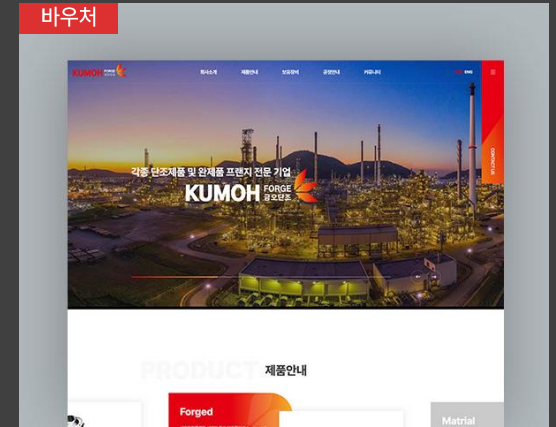 바우처
KUMOH FORGE
회사소개 제품안내 보유장비 공정안내 커뮤니티
ENG
CONTACT US
각종 단조제품 및 완제품 프랜지 전문 기업
KUMOH FORGE
금오단조
PRODUCT
제품안내
Forged
Matrial